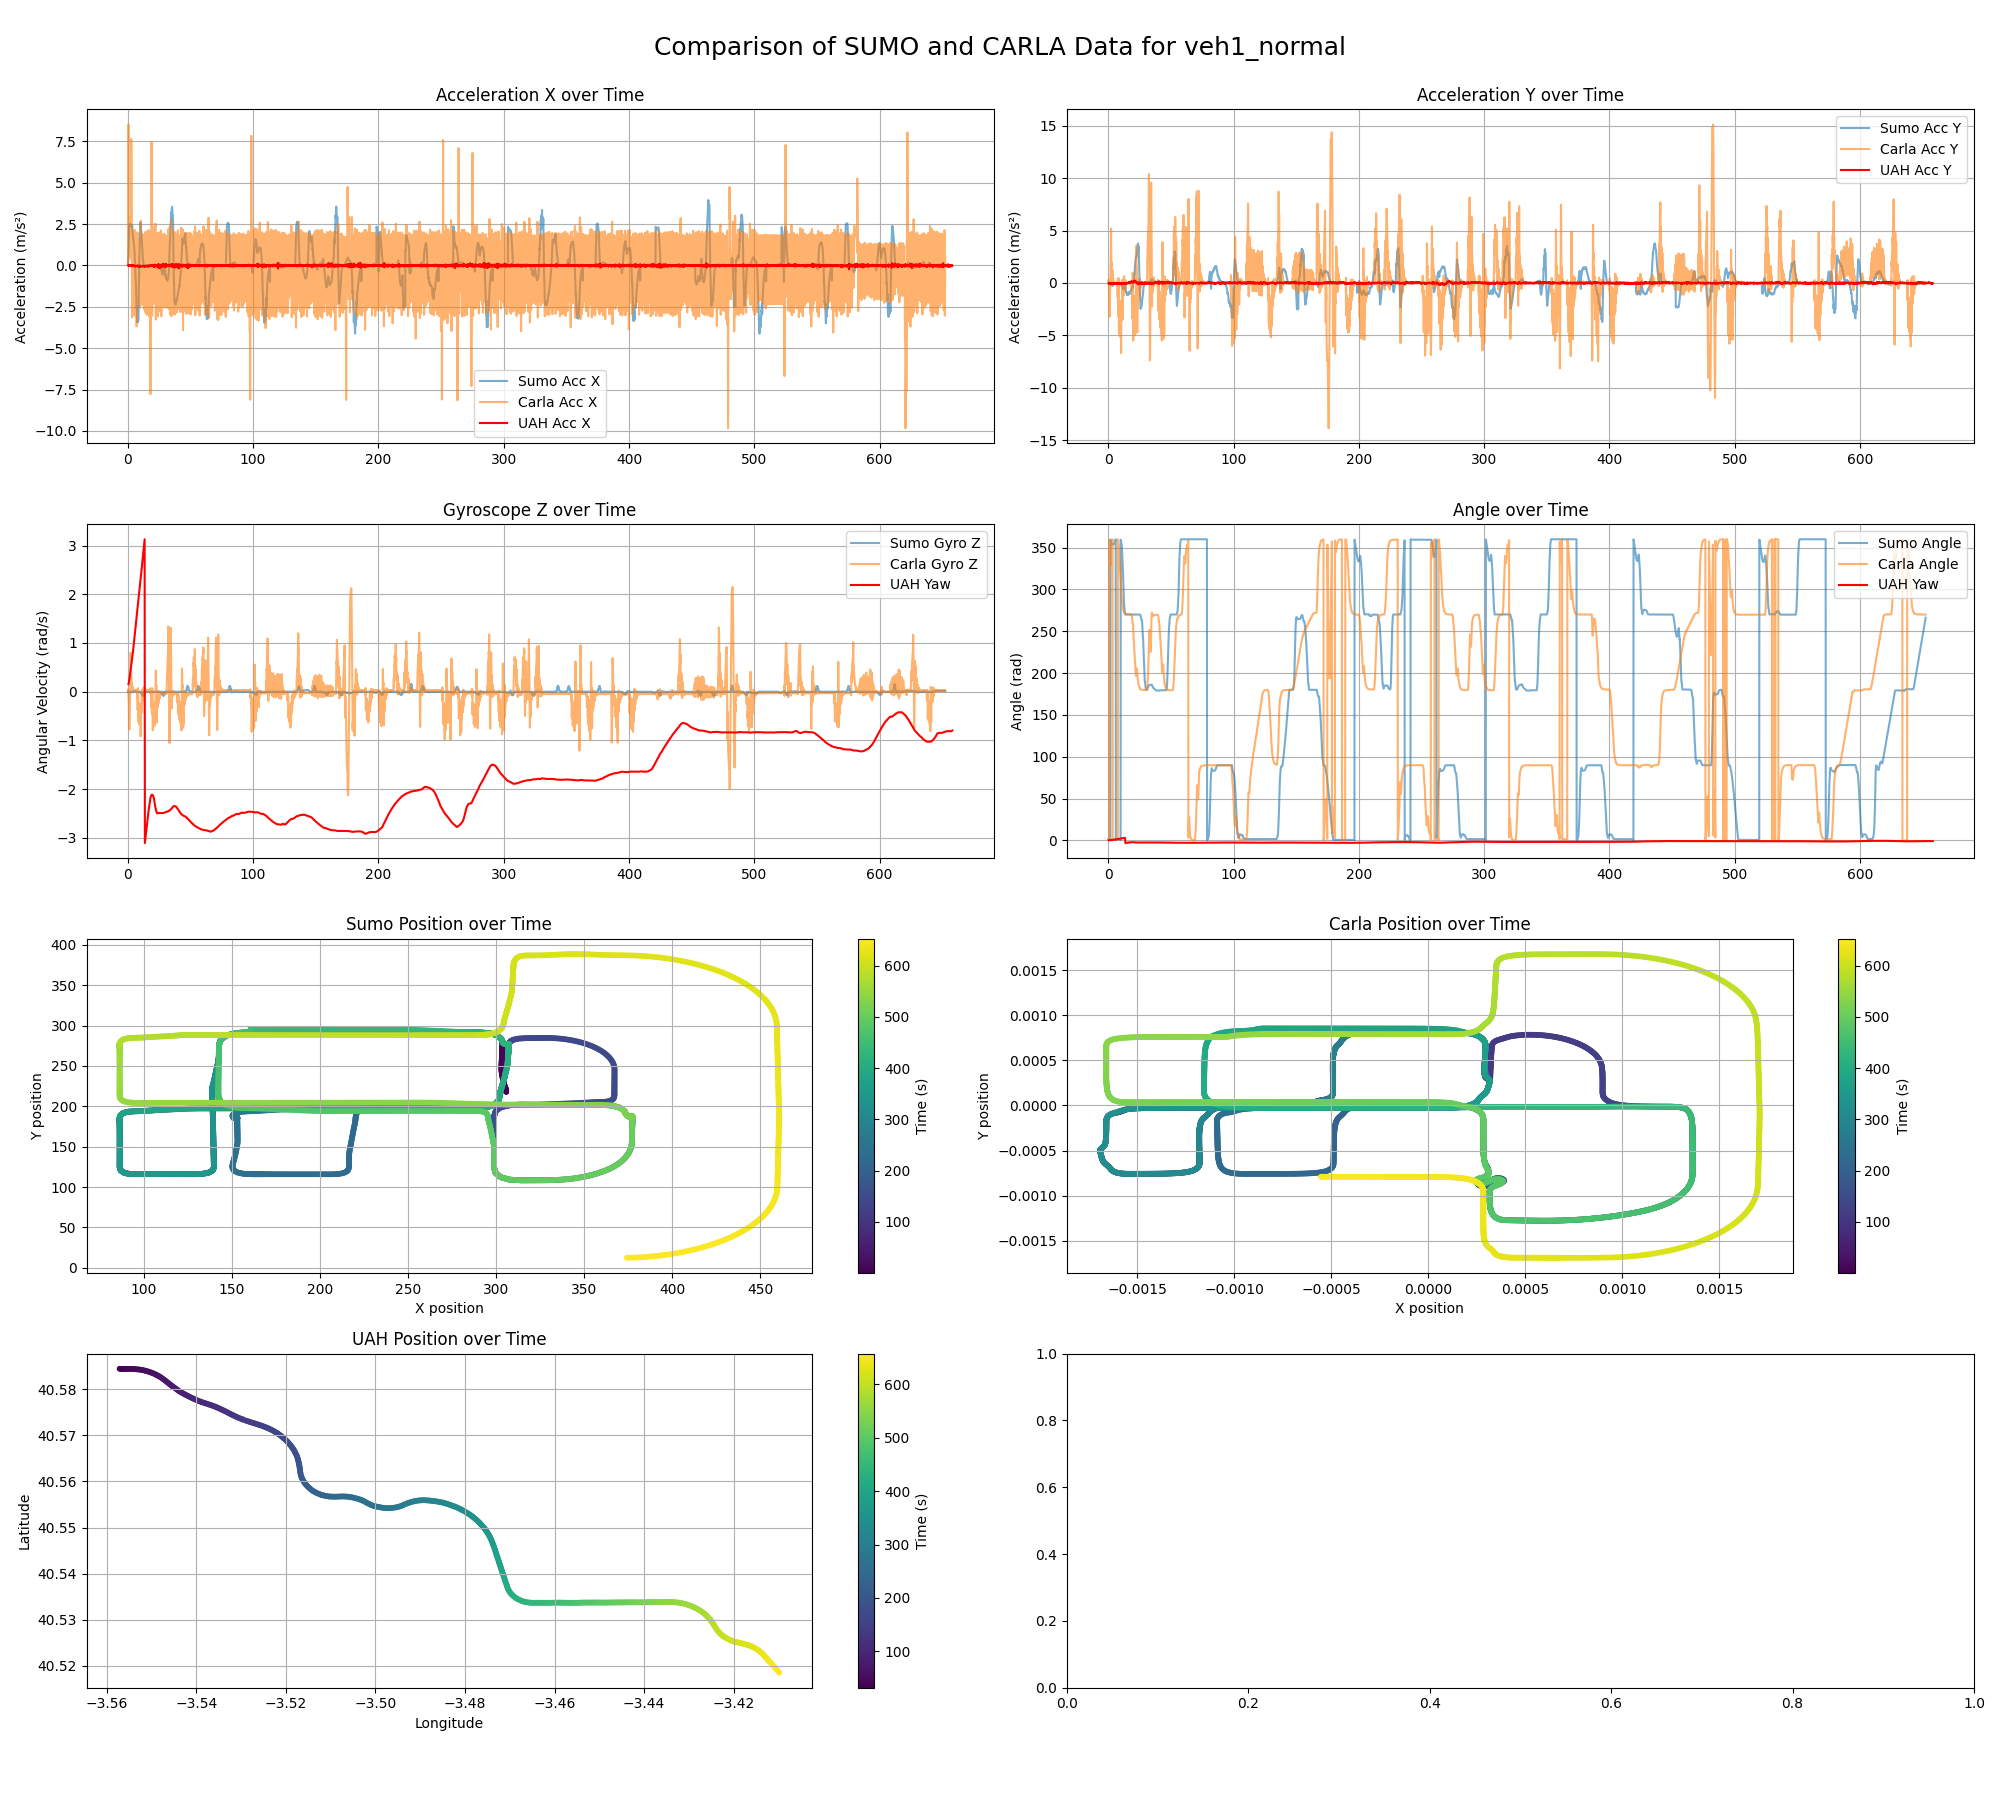 Comparison of SUMO and CARLA Data for veh1_normal
Acceleration X over Time
Acceleration (m/s²)
7.5
5.0
2.5
0.0
−2.5
−5.0
−7.5
−10.0
Sumo Acc X
Carla Acc X
UAH Acc X
0 100 200 300 400 500 600
Acceleration Y over Time
Acceleration (m/s²)
15
10
5
0
−5
−10
−15
Sumo Acc Y
Carla Acc Y
UAH Acc Y
0 100 200 300 400 500 600
Gyroscope Z over Time
Angular Velocity (rad/s)
3
2
1
0
−1
−2
−3
Sumo Gyro Z
Carla Gyro Z
UAH Yaw
0 100 200 300 400 500 600
Angle over Time
Angle (rad)
350
300
250
200
150
100
50
0
Sumo Angle
Carla Angle
UAH Yaw
0 100 200 300 400 500 600
Sumo Position over Time
Y position
400
350
300
250
200
150
100
50
0
100 150 200 250 300 350 400 450
X position
600
500
400
300
200
100
Time (s)
Carla Position over Time
Y position
0.0015
0.0010
0.0005
0.0000
−0.0005
−0.0010
−0.0015
−0.0015 −0.0010 −0.0005 0.0000 0.0005 0.0010 0.0015
X position
600
500
400
300
200
100
Time (s)
UAH Position over Time
Latitude
40.58
40.57
40.56
40.55
40.54
40.53
40.52
−3.56 −3.54 −3.52 −3.50 −3.48 −3.46 −3.44 −3.42
Longitude
600
500
400
300
200
100
Time (s)
1.0
0.8
0.6
0.4
0.2
0.0
0.0 0.2 0.4 0.6 0.8 1.0